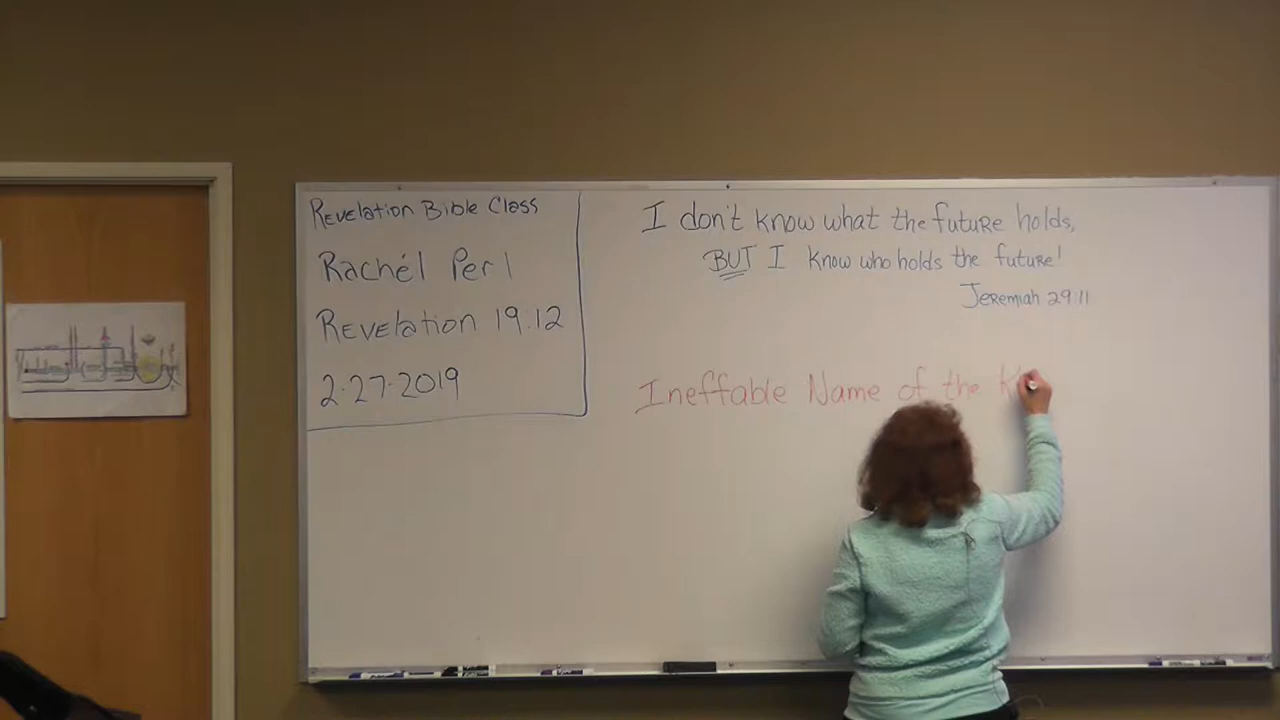 Revelation Bible Class
Rachél Perl
Revelation 19:12
2-27-2019
I don't know what the future holds,
BUT I know who holds the future!
Jeremiah 29:11
Ineffable Name of the